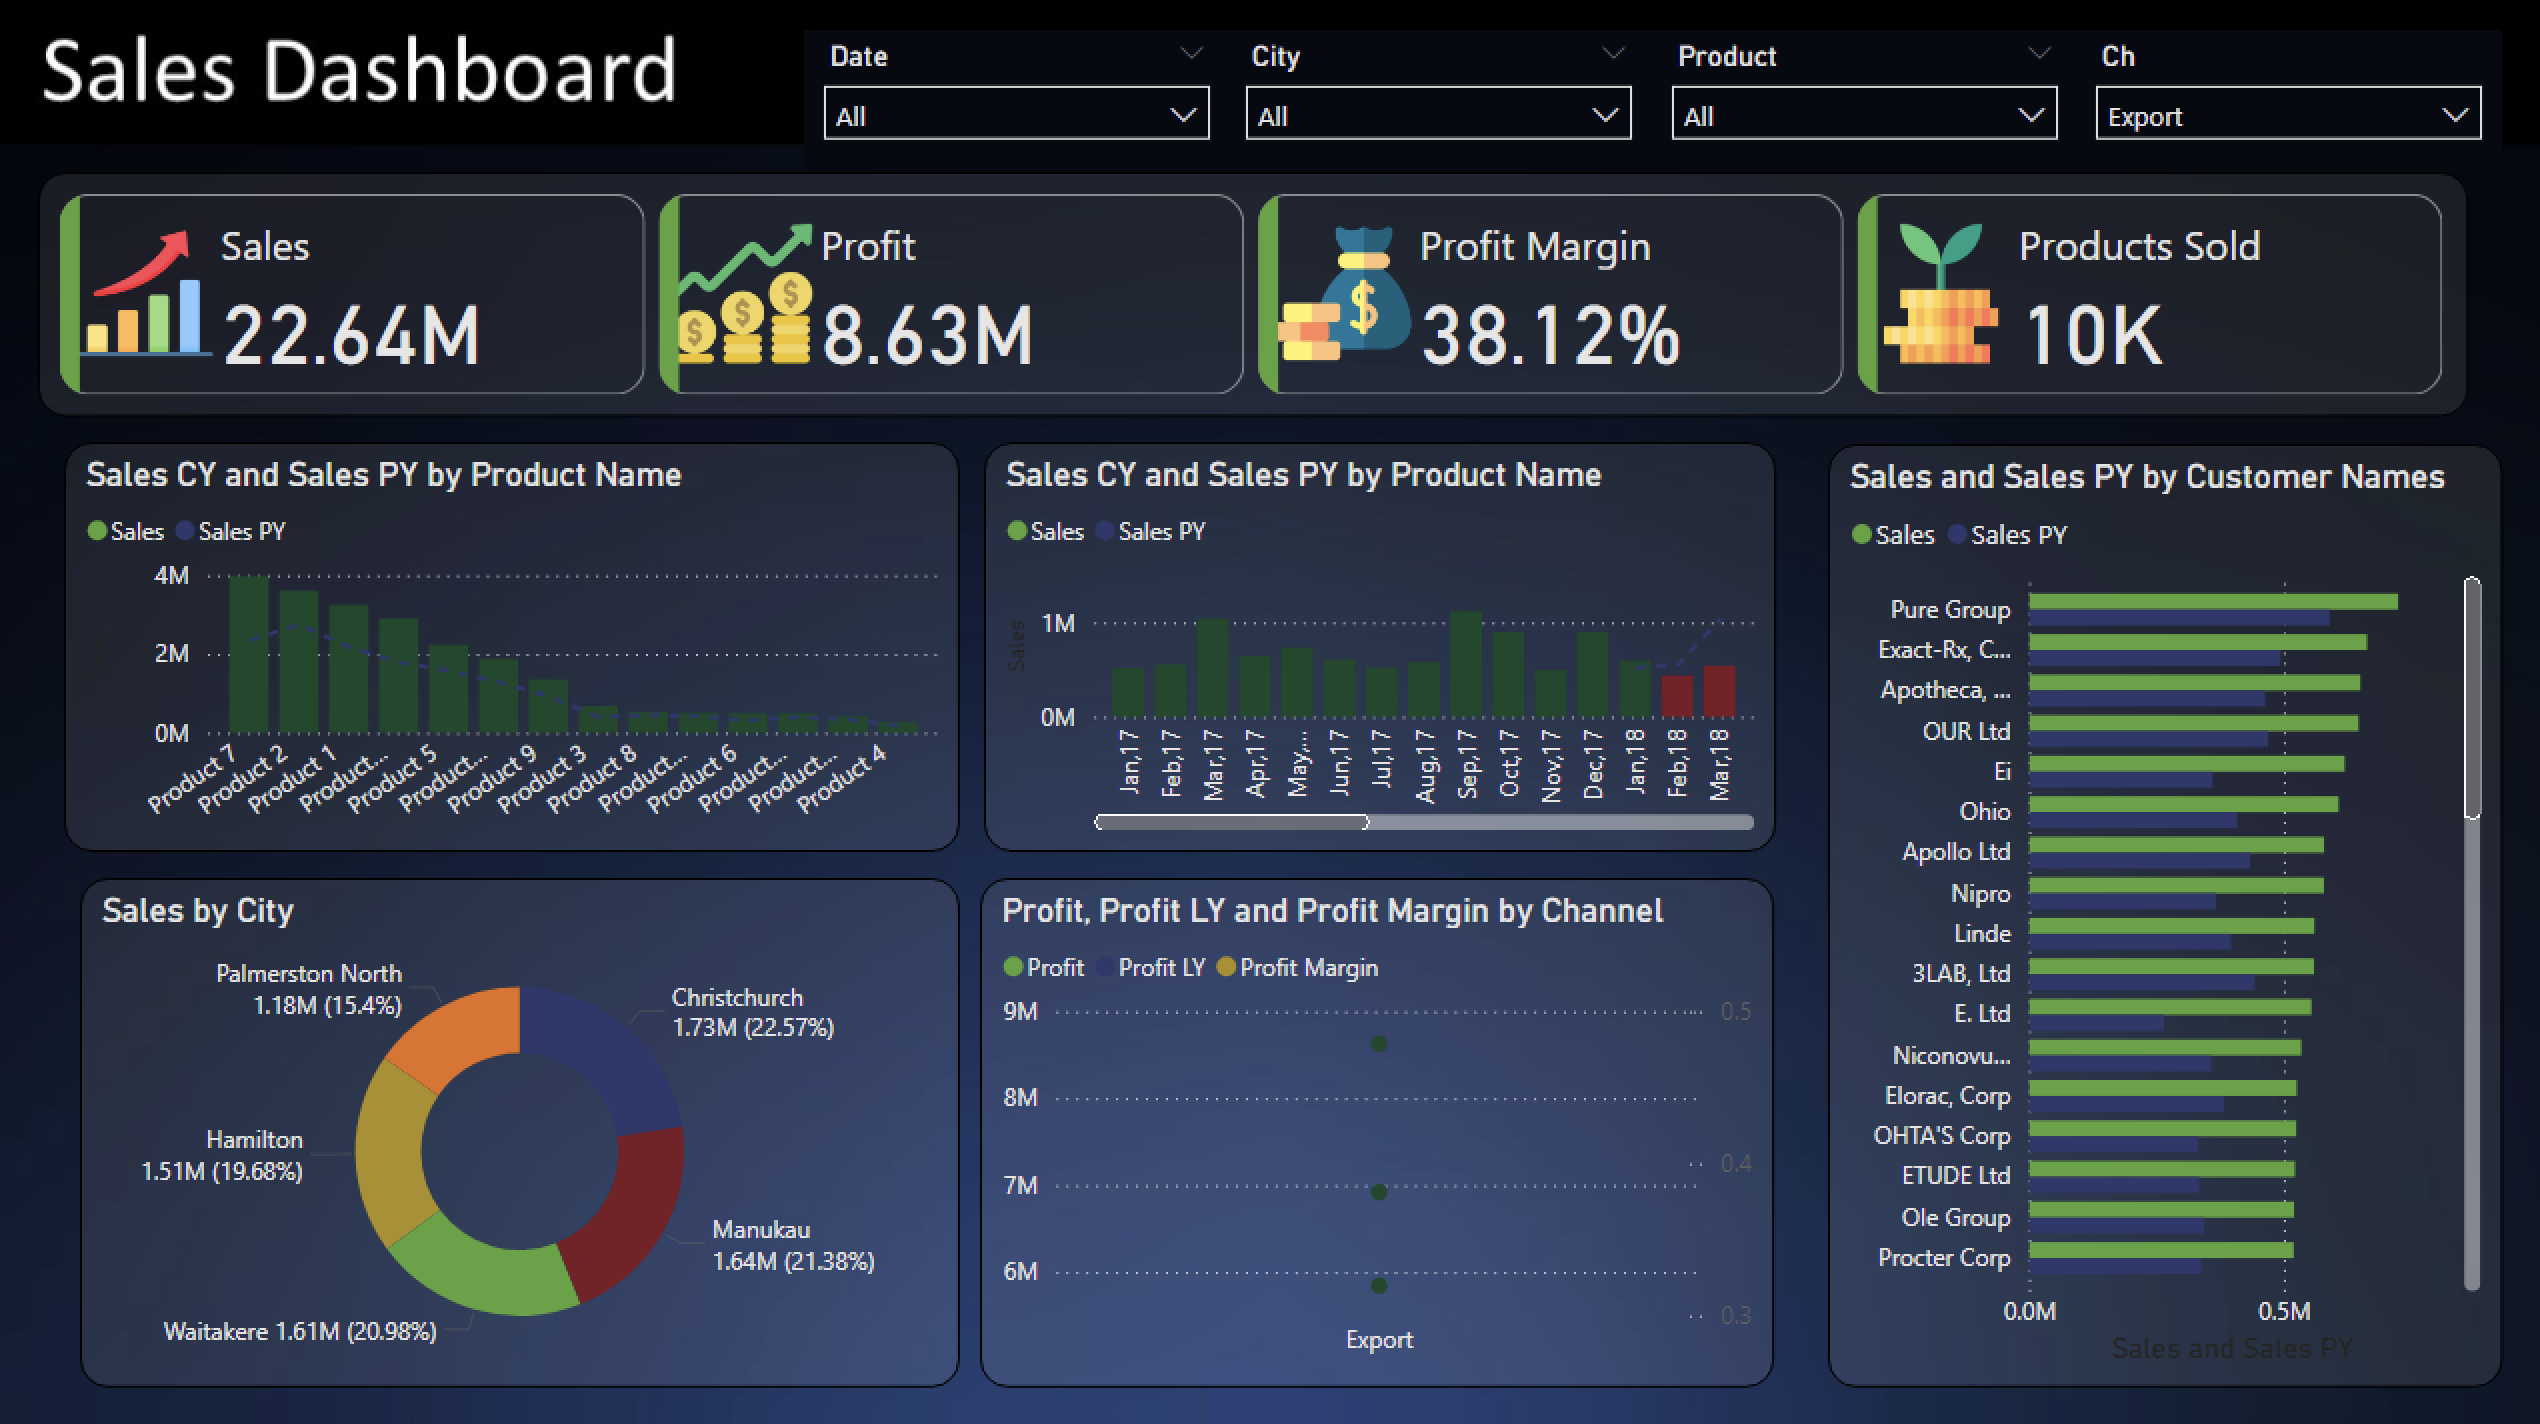 Sales Dashboard
Date
City
Product
Ch
All
All
All
Export
Sales
22.64M
Profit
8.63M
Profit Margin
38.12%
Products Sold
10K
Sales CY and Sales PY by Product Name
Sales
Sales PY
4M
2M
0M
Product 7
Product 2
Product 1
Product...
Product 5
Product...
Product 9
Product 3
Product 8
Product...
Product 6
Product...
Product...
Product 4
Sales CY and Sales PY by Product Name
Sales
Sales PY
Sales
1M
0M
Jan,17
Feb,17
Mar,17
Apr,17
May,...
Jun,17
Jul,17
Aug,17
Sep,17
Oct,17
Nov,17
Dec,17
Jan,18
Feb,18
Mar,18
Sales and Sales PY by Customer Names
Sales
Sales PY
Pure Group
Exact-Rx, C...
Apotheca, ...
OUR Ltd
Ei
Ohio
Apollo Ltd
Nipro
Linde
3LAB, Ltd
E. Ltd
Niconovu...
Elorac, Corp
OHTA'S Corp
ETUDE Ltd
Ole Group
Procter Corp
0.0M
0.5M
Sales and Sales PY
Sales by City
Palmerston North
1.18M (15.4%)
Christchurch
1.73M (22.57%)
Hamilton
1.51M (19.68%)
Manukau
1.64M (21.38%)
Waitakere 1.61M (20.98%)
Profit, Profit LY and Profit Margin by Channel
Profit
Profit LY
Profit Margin
9M
8M
7M
6M
0.5
0.4
0.3
Export